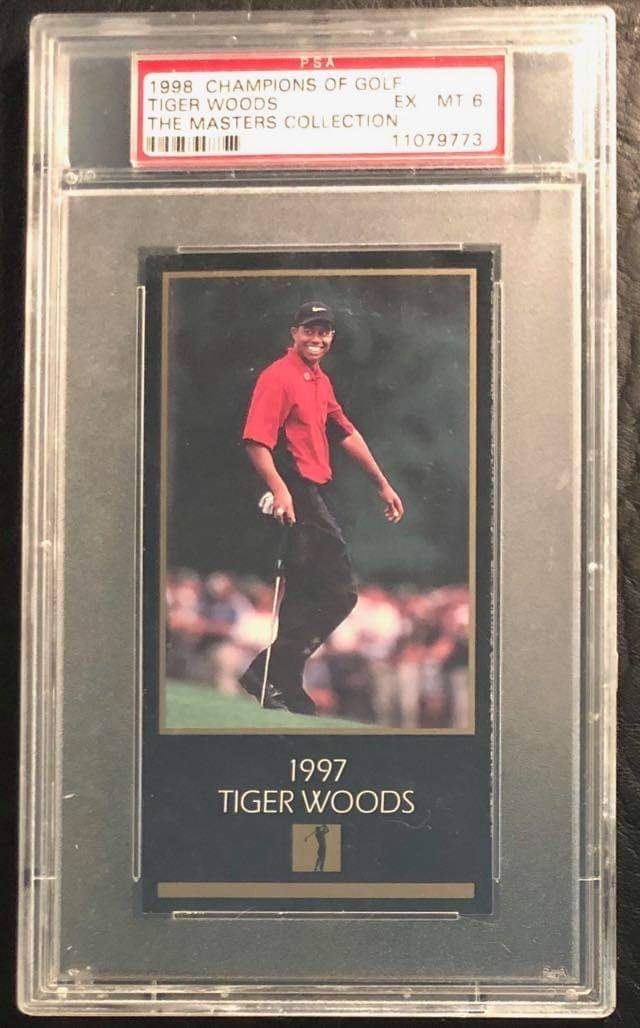 PSA
1998 CHAMPIONS OF GOLF
TIGER WOODS EX MT 6
THE MASTERS COLLECTION
11079773
1997
TIGER WOODS